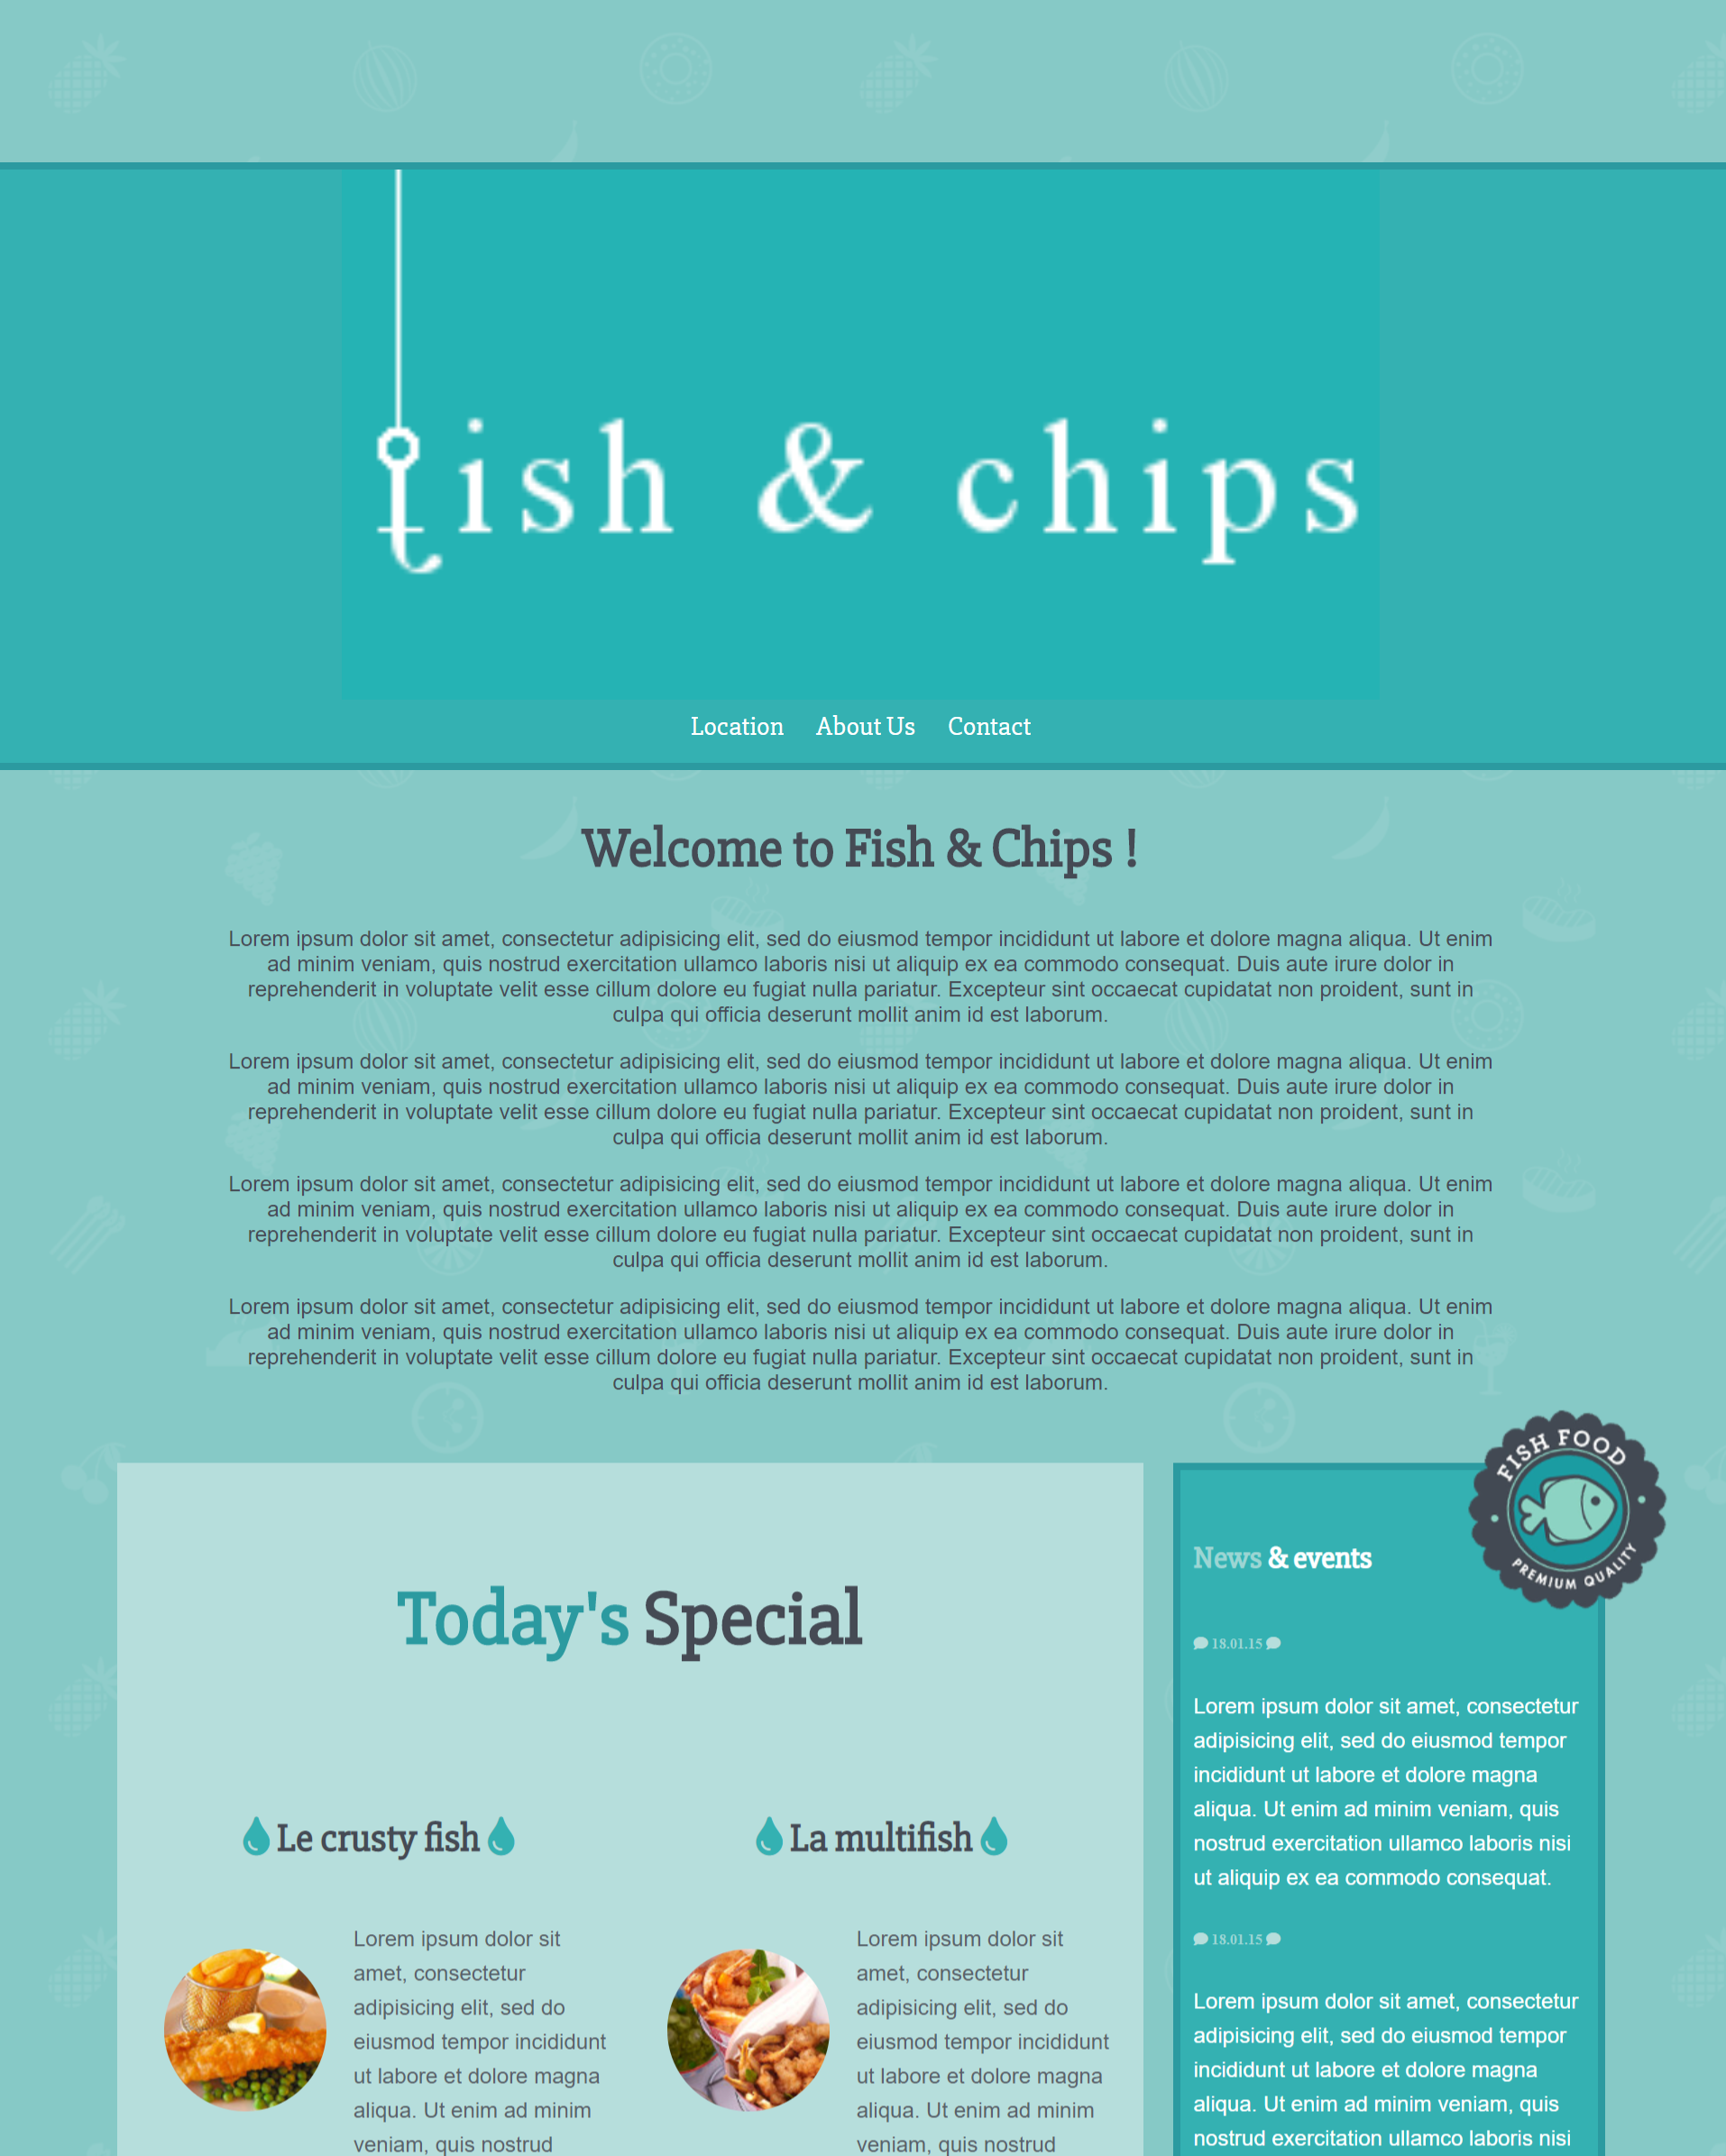 fish & chips
Location About Us Contact
Welcome to Fish & Chips !
Lorem ipsum dolor sit amet, consectetur adipisicing elit, sed do eiusmod tempor incididunt ut labore et dolore magna aliqua. Ut enim
ad minim veniam, quis nostrud exercitation ullamco laboris nisi ut aliquip ex ea commodo consequat. Duis aute irure dolor in
reprehenderit in voluptate velit esse cillum dolore eu fugiat nulla pariatur. Excepteur sint occaecat cupidatat non proident, sunt in
culpa qui officia deserunt mollit anim id est laborum.
Lorem ipsum dolor sit amet, consectetur adipisicing elit, sed do eiusmod tempor incididunt ut labore et dolore magna aliqua. Ut enim
ad minim veniam, quis nostrud exercitation ullamco laboris nisi ut aliquip ex ea commodo consequat. Duis aute irure dolor in
reprehenderit in voluptate velit esse cillum dolore eu fugiat nulla pariatur. Excepteur sint occaecat cupidatat non proident, sunt in
culpa qui officia deserunt mollit anim id est laborum.
Lorem ipsum dolor sit amet, consectetur adipisicing elit, sed do eiusmod tempor incididunt ut labore et dolore magna aliqua. Ut enim
ad minim veniam, quis nostrud exercitation ullamco laboris nisi ut aliquip ex ea commodo consequat. Duis aute irure dolor in
reprehenderit in voluptate velit esse cillum dolore eu fugiat nulla pariatur. Excepteur sint occaecat cupidatat non proident, sunt in
culpa qui officia deserunt mollit anim id est laborum.
Lorem ipsum dolor sit amet, consectetur adipisicing elit, sed do eiusmod tempor incididunt ut labore et dolore magna aliqua. Ut enim
ad minim veniam, quis nostrud exercitation ullamco laboris nisi ut aliquip ex ea commodo consequat. Duis aute irure dolor in
reprehenderit in voluptate velit esse cillum dolore eu fugiat nulla pariatur. Excepteur sint occaecat cupidatat non proident, sunt in
culpa qui officia deserunt mollit anim id est laborum.
Today's Special
Le crusty fish
Lorem ipsum dolor sit
amet, consectetur
adipisicing elit, sed do
eiusmod tempor incididunt
ut labore et dolore magna
aliqua. Ut enim ad minim
veniam, quis nostrud
La multifish
Lorem ipsum dolor sit
amet, consectetur
adipisicing elit, sed do
eiusmod tempor incididunt
ut labore et dolore magna
aliqua. Ut enim ad minim
veniam, quis nostrud
FISH FOOD
PREMIUM QUALITY
News & events
18.01.15
Lorem ipsum dolor sit amet, consectetur
adipisicing elit, sed do eiusmod tempor
incididunt ut labore et dolore magna
aliqua. Ut enim ad minim veniam, quis
nostrud exercitation ullamco laboris nisi
ut aliquip ex ea commodo consequat.
18.01.15
Lorem ipsum dolor sit amet, consectetur
adipisicing elit, sed do eiusmod tempor
incididunt ut labore et dolore magna
aliqua. Ut enim ad minim veniam, quis
nostrud exercitation ullamco laboris nisi